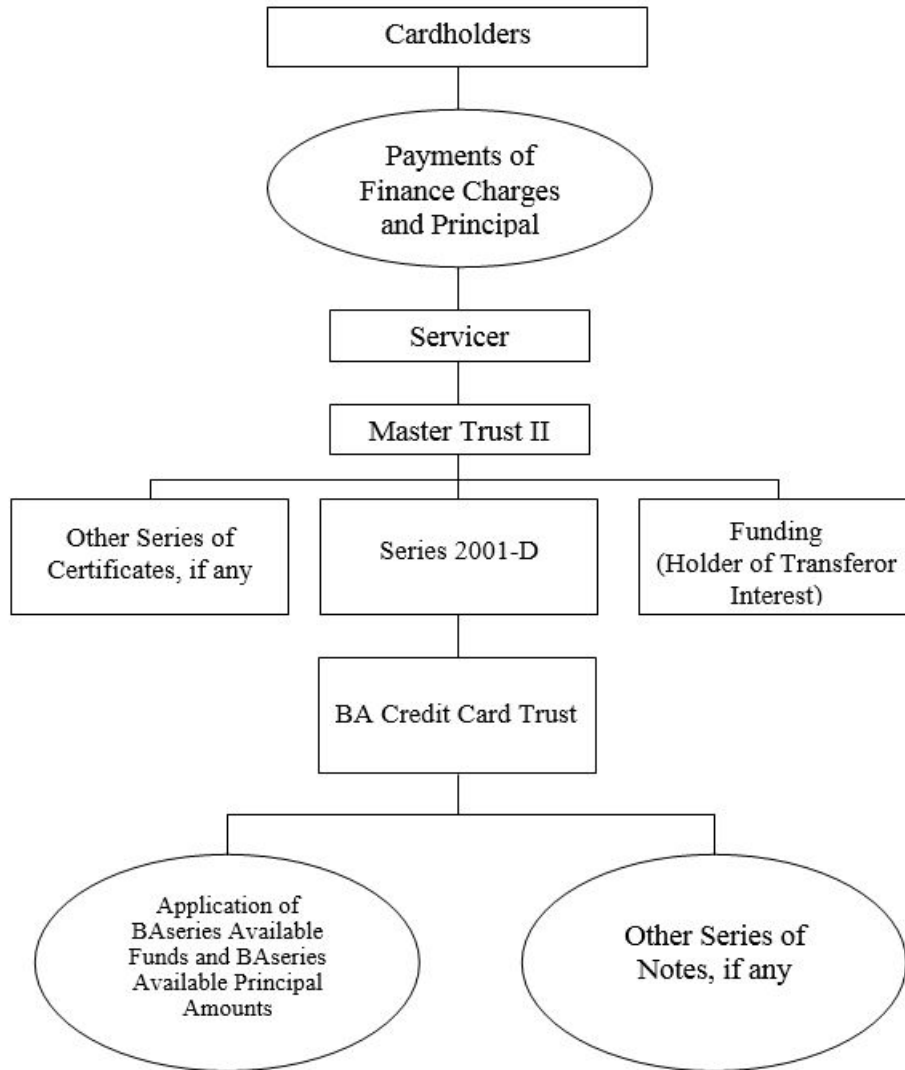 Cardholders
Payments of
Finance Charges
and Principal
Servicer
Master Trust II
Other Series of
Certificates, if any
Series 2001-D
Funding
(Holder of Transferor
Interest)
BA Credit Card Trust
Application of
BAseries Available
Funds and BAseries
Available Principal
Amounts
Other Series of
Notes, if any